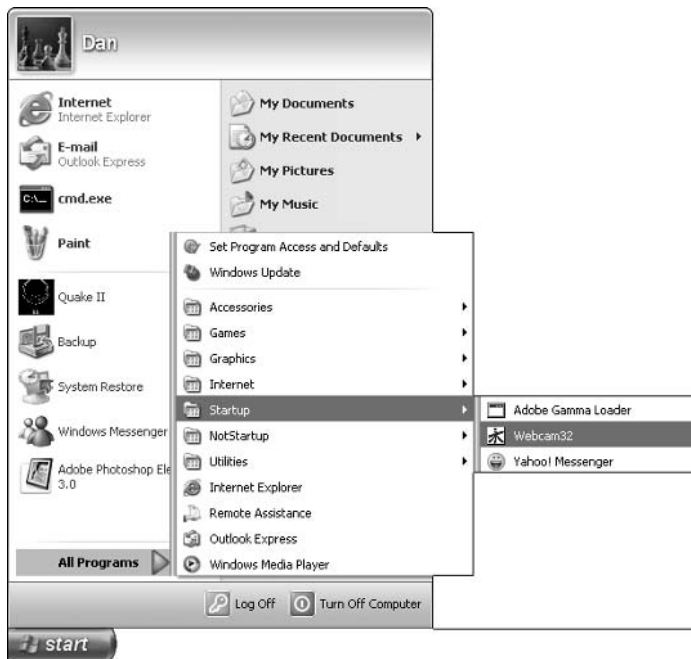 Dan
Internet
Internet Explorer
E-mail
Outlook Express
C:\_
cmd.exe
Paint
Quake II
Backup
System Restore
Windows Messenger
Adobe Photoshop Ele
3.0
All Programs
My Documents
My Recent Documents
My Pictures
My Music
Set Program Access and Defaults
Windows Update
Accessories
Games
Graphics
Internet
Startup
NotStartup
Utilities
Internet Explorer
Remote Assistance
Outlook Express
Windows Media Player
Adobe Gamma Loader
Webcam32
Yahoo! Messenger
Log Off
Turn Off Computer
start